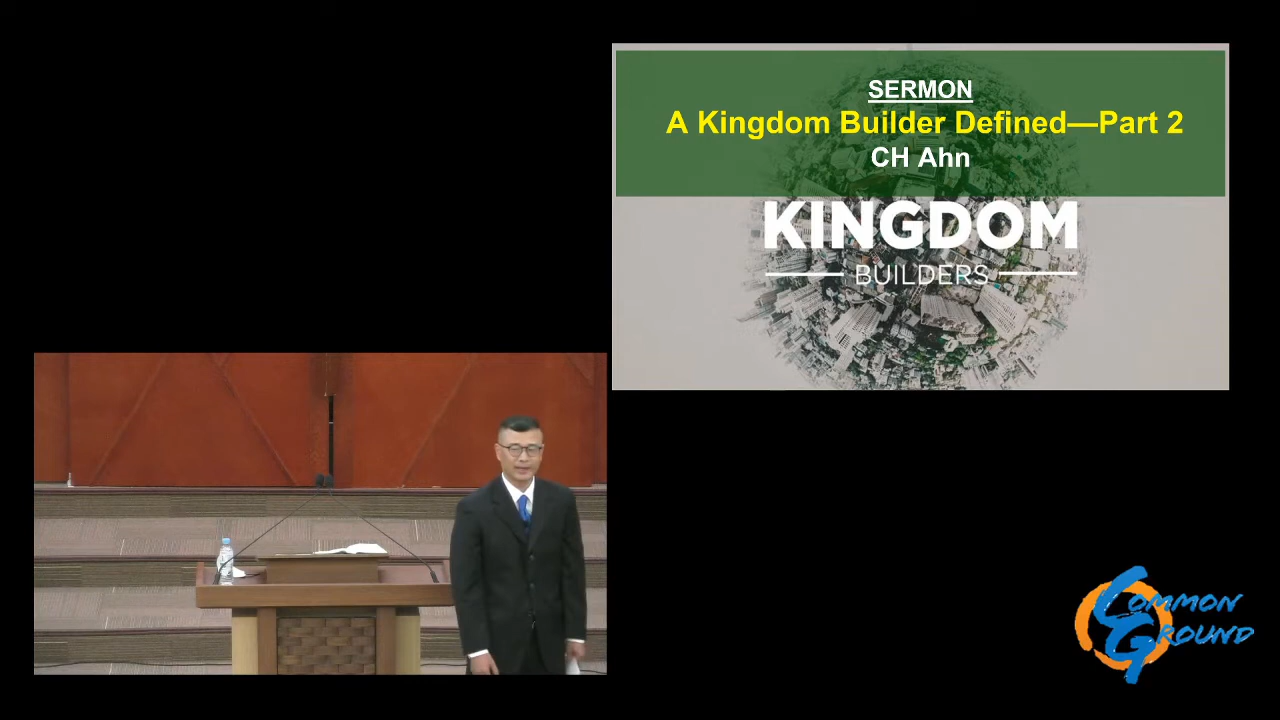 SERMON
A Kingdom Builder Defined—Part 2
CH Ahn
KINGDOM
BUILDERS
COMMON
GROUND